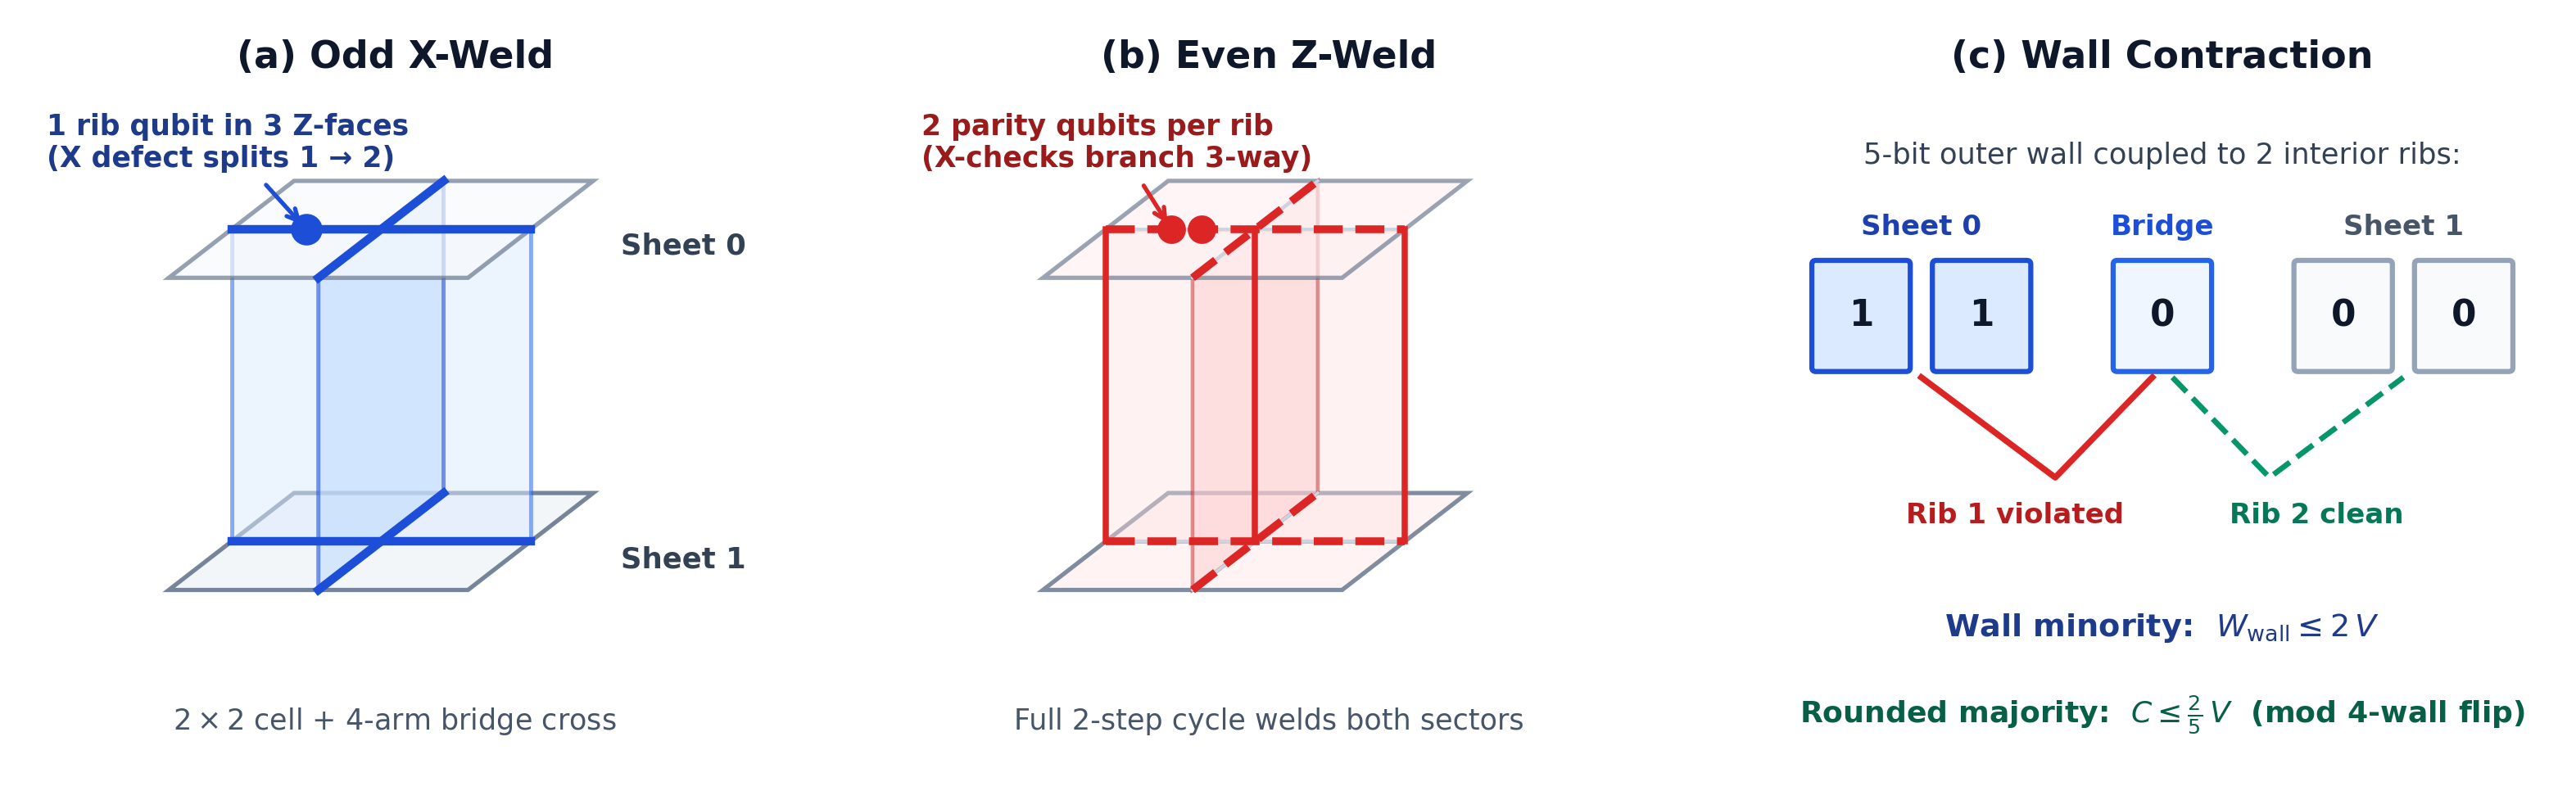 (a) Odd X-Weld
1 rib qubit in 3 Z-faces
(X defect splits 1 → 2)
Sheet 0
Sheet 1
2 × 2 cell + 4-arm bridge cross
(b) Even Z-Weld
2 parity qubits per rib
(X-checks branch 3-way)
Full 2-step cycle welds both sectors
(c) Wall Contraction
5-bit outer wall coupled to 2 interior ribs:
Sheet 0 Bridge Sheet 1
1 1 0 0 0
Rib 1 violated Rib 2 clean
Wall minority: W_wall ≤ 2 V
Rounded majority: C ≤ 2/5 V (mod 4-wall flip)